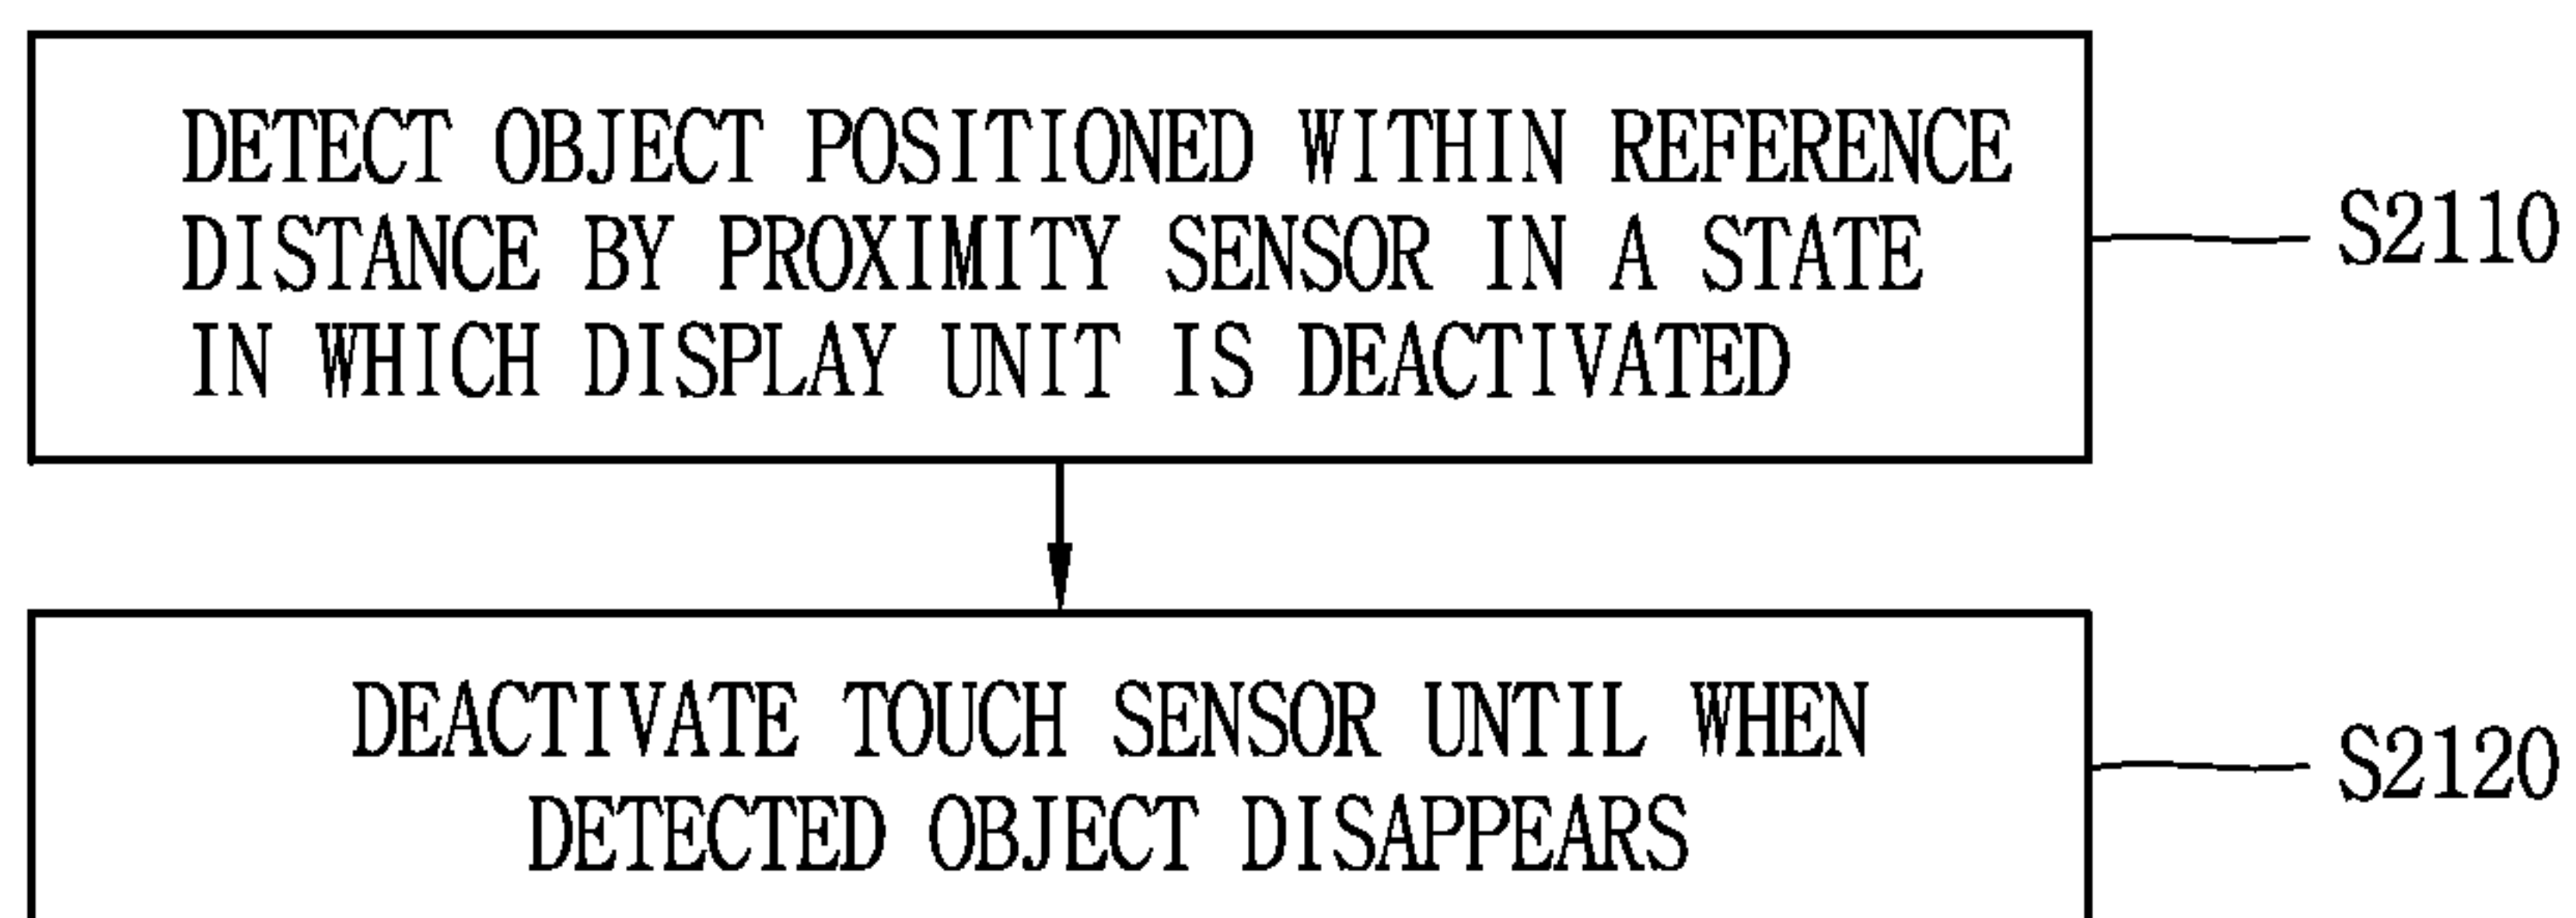 DETECT OBJECT POSITIONED WITHIN REFERENCE
DISTANCE BY PROXIMITY SENSOR IN A STATE
IN WHICH DISPLAY UNIT IS DEACTIVATED
S2110
DEACTIVATE TOUCH SENSOR UNTIL WHEN
DETECTED OBJECT DISAPPEARS
S2120